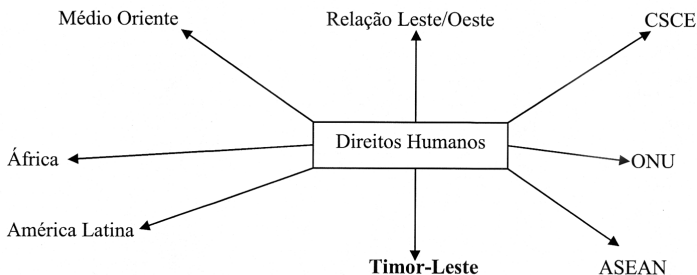 Médio Oriente
Relação Leste/Oeste
CSCE
Direitos Humanos
África
ONU
América Latina
Timor-Leste
ASEAN